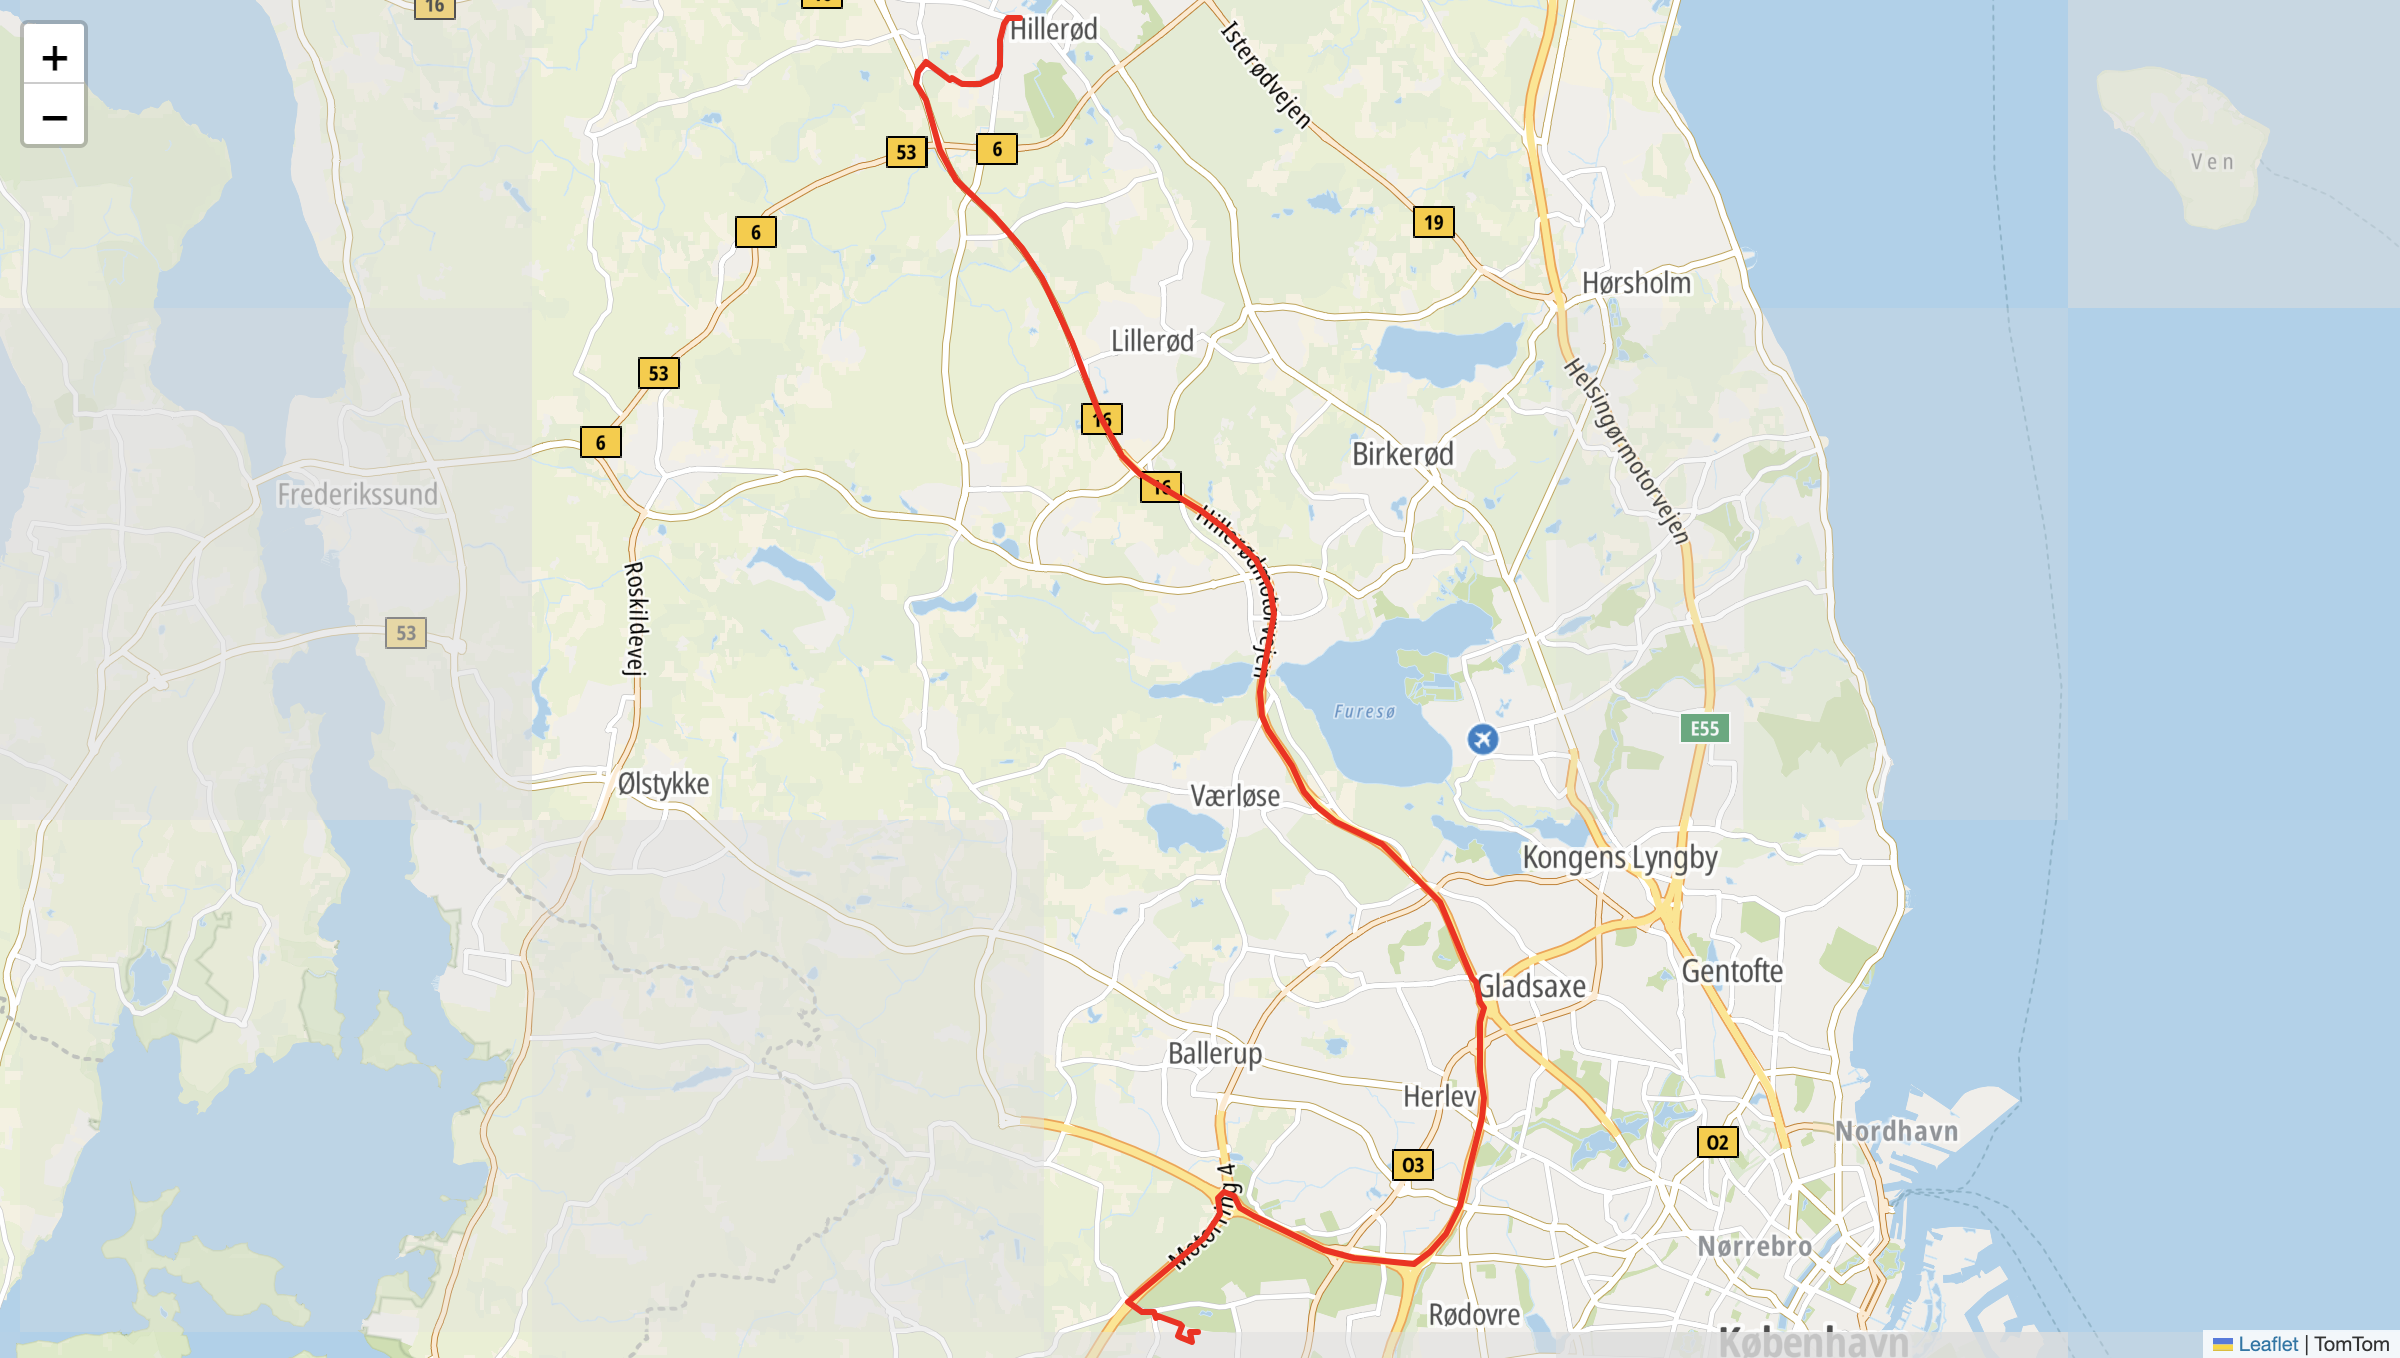 +
−
16
Hillerød
Isterødvejen
Ven
53
6
6
19
Hørsholm
Lillerød
53
Helsingørmotorvejen
16
6
Birkerød
Frederikssund
16
Hillerødmotorvejen
Roskildevej
53
Furesø
E55
Ølstykke
Værløse
Kongens Lyngby
Gentofte
Gladsaxe
Ballerup
Herlev
Nordhavn
O2
O3
Motorring 4
Nørrebro
Rødovre
København
Leaflet | TomTom